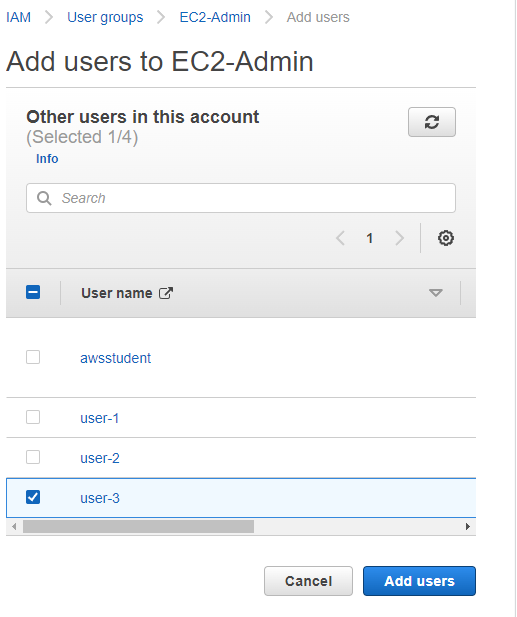 IAM > User groups > EC2-Admin > Add users
Add users to EC2-Admin
Other users in this account
(Selected 1/4)
Info
Search
1
User name
awsstudent
user-1
user-2
user-3
Cancel Add users